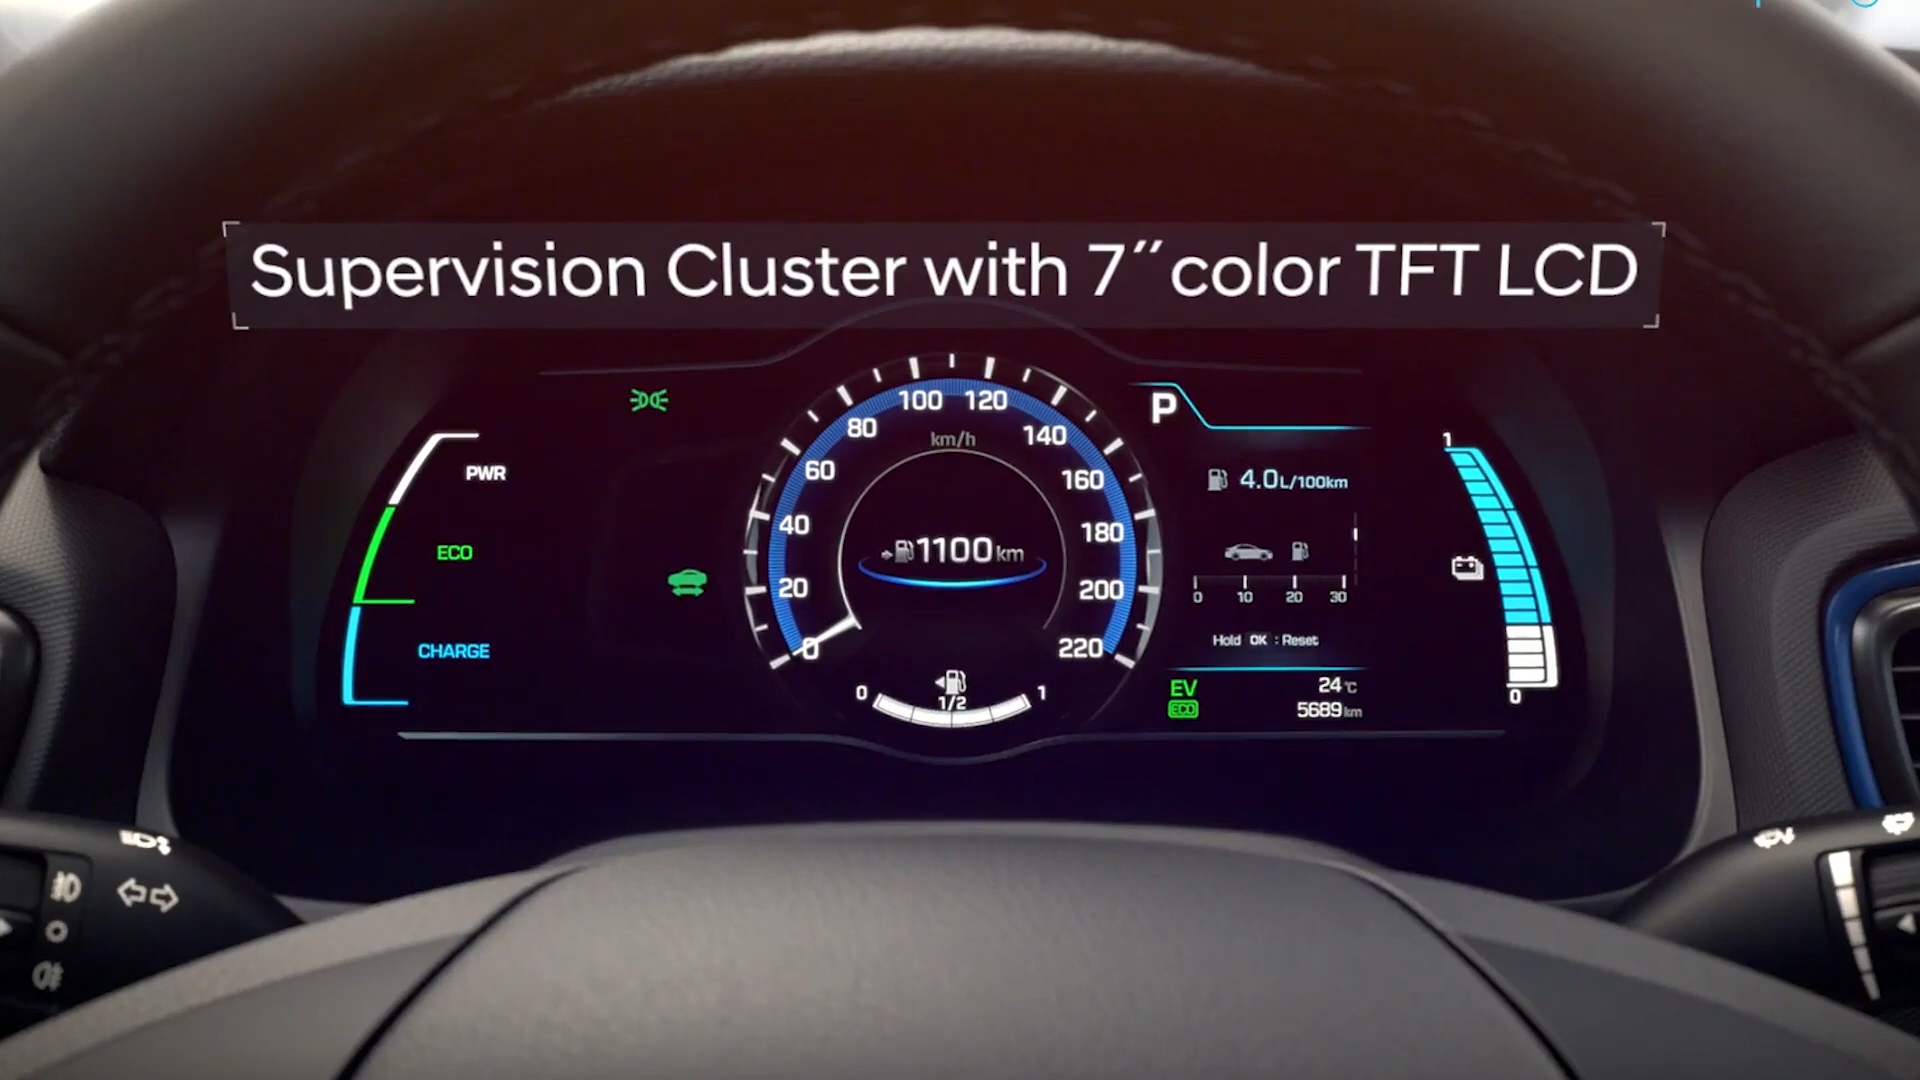 Supervision Cluster with 7″ color TFT LCD
PWR
ECO
CHARGE
0
20
40
60
80
100
120
140
160
180
200
220
km/h
1100 km
0
1/2
1
P
4.0L/100km
0 10 20 30
Hold OK : Reset
EV
ECO
24°C
5689km
1
0